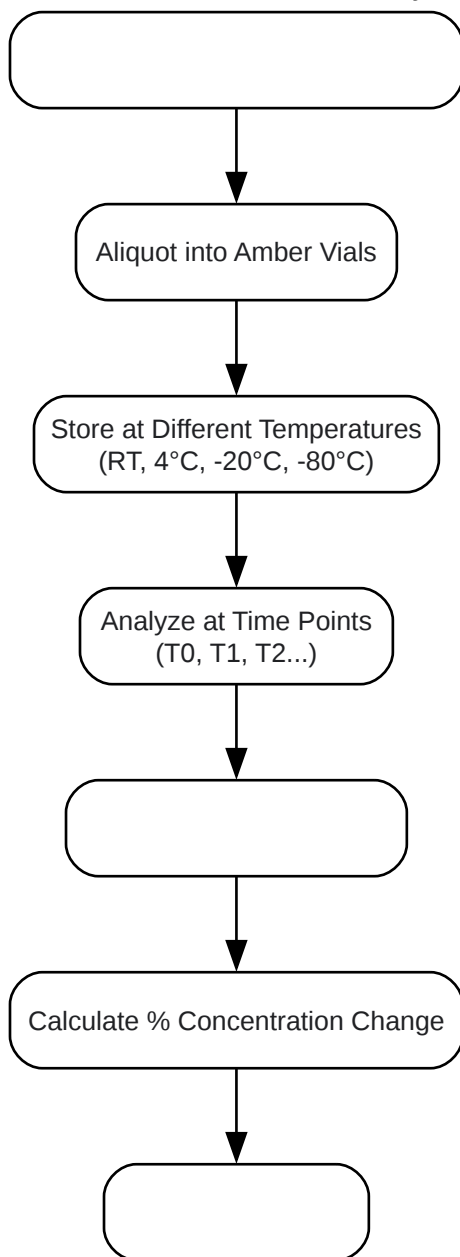 Aliquot into Amber Vials
Store at Different Temperatures
(RT, 4°C, -20°C, -80°C)
Analyze at Time Points
(T0, T1, T2...)
Calculate % Concentration Change